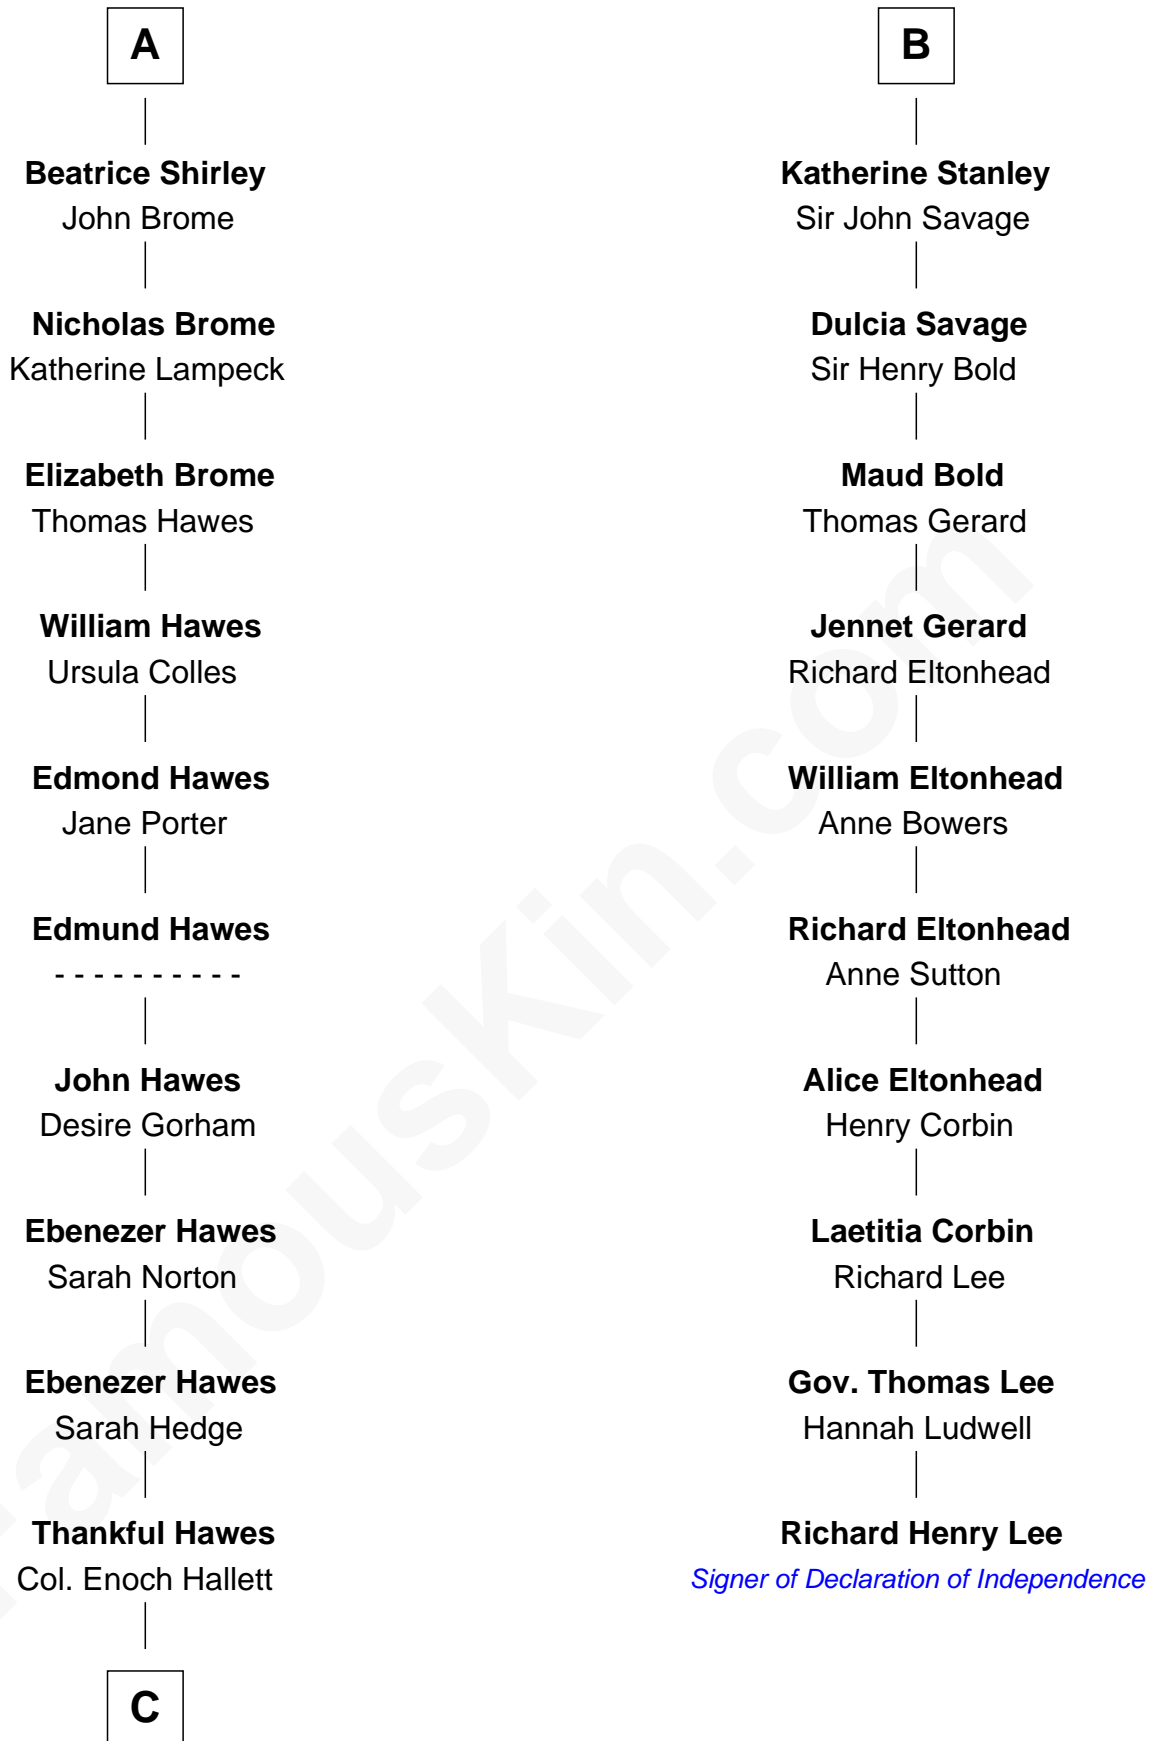 A
Beatrice Shirley
John Brome
Nicholas Brome
Katherine Lampeck
Elizabeth Brome
Thomas Hawes
William Hawes
Ursula Colles
Edmond Hawes
Jane Porter
Edmund Hawes
- - - - - - - - - -
John Hawes
Desire Gorham
Ebenezer Hawes
Sarah Norton
Ebenezer Hawes
Sarah Hedge
Thankful Hawes
Col. Enoch Hallett
C
B
Katherine Stanley
Sir John Savage
Dulcia Savage
Sir Henry Bold
Maud Bold
Thomas Gerard
Jennet Gerard
Richard Eltonhead
William Eltonhead
Anne Bowers
Richard Eltonhead
Anne Sutton
Alice Eltonhead
Henry Corbin
Laetitia Corbin
Richard Lee
Gov. Thomas Lee
Hannah Ludwell
Richard Henry Lee
Signer of Declaration of Independence
FamousKin.com